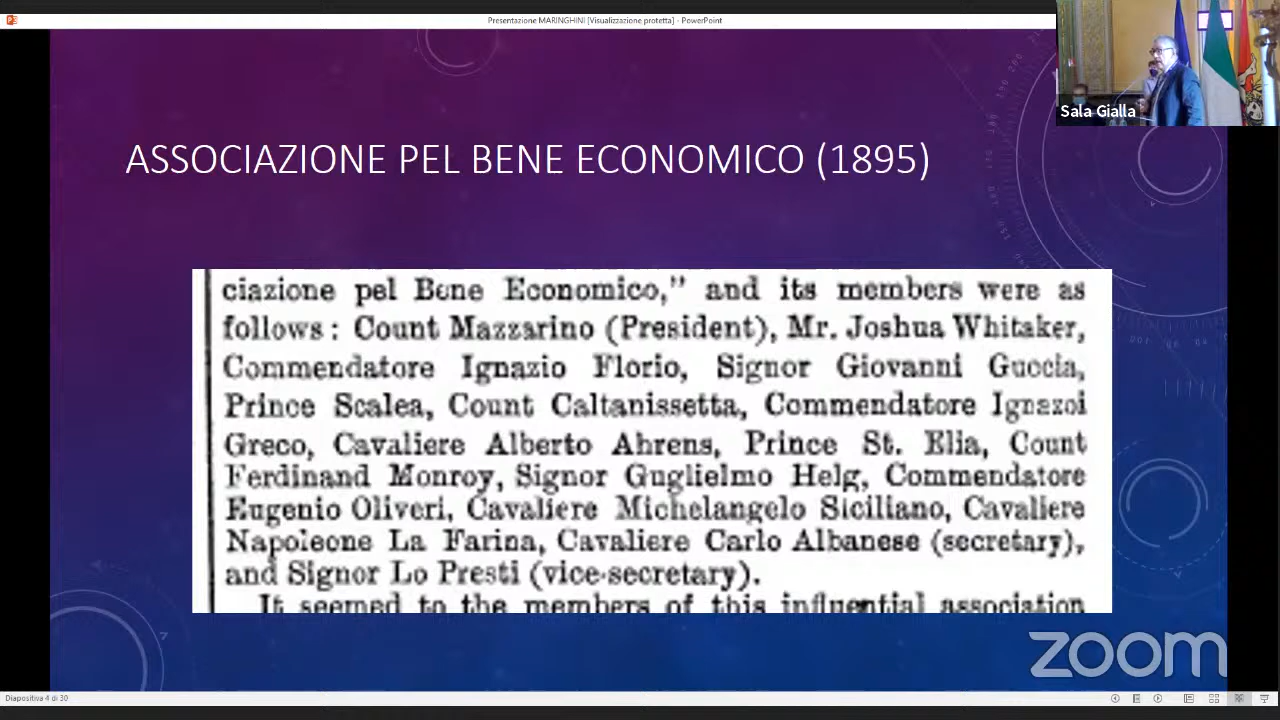 Presentazione MARINGHINI [Visualizzazione protetta] - PowerPoint
Sala Gialla
ASSOCIAZIONE PEL BENE ECONOMICO (1895)
ciazione pel Bene Economico," and its members were as
follows: Count Mazzarino (President), Mr. Joshua Whitaker,
Commendatore Ignazio Florio, Signor Giovanni Guccia,
Prince Scalea, Count Caltanissetta, Commendatore Ignazoi
Greco, Cavaliere Alberto Ahrens, Prince St. Elia, Count
Ferdinand Monroy, Signor Guglielmo Helg, Commendatore
Eugenio Oliveri, Cavaliere Michelangelo Siciliano, Cavaliere
Napoleone La Farina, Cavaliere Carlo Albanese (secretary),
and Signor Lo Presti (vice-secretary).
It seemed to the members of this influential association
zoom
Diapositiva 4 di 30